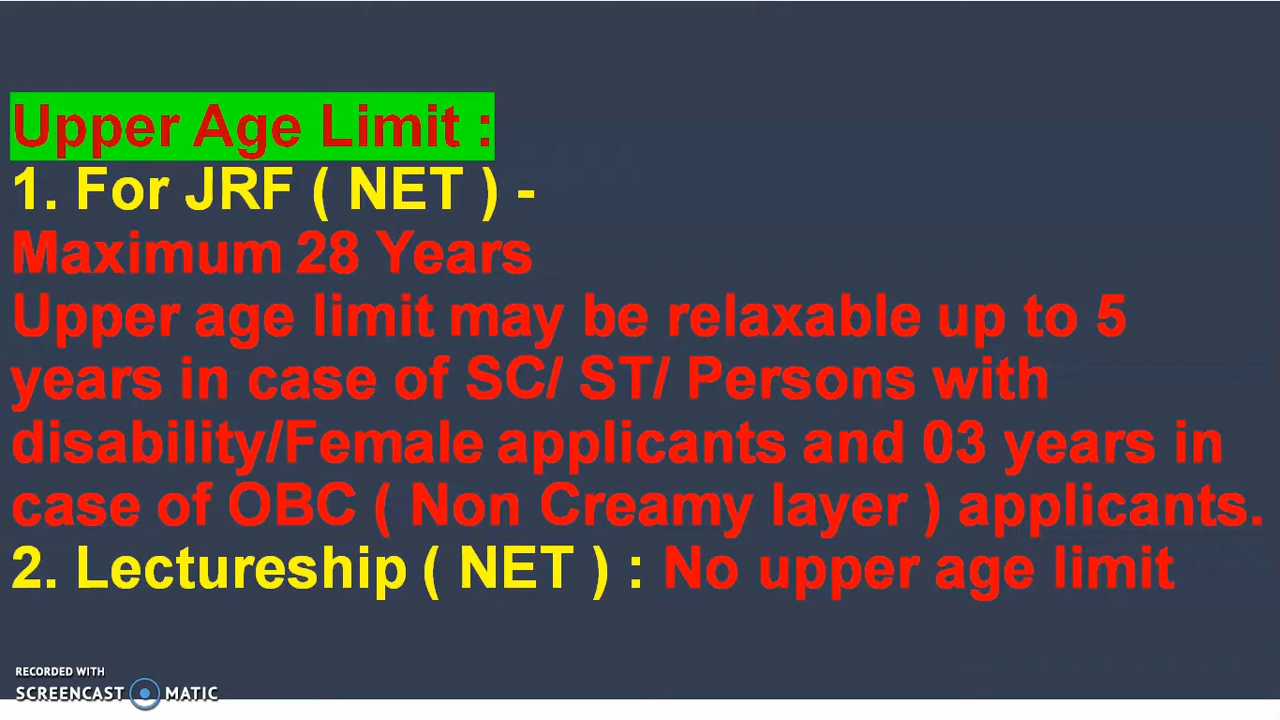 Upper Age Limit :
1. For JRF ( NET ) -
Maximum 28 Years
Upper age limit may be relaxable up to 5
years in case of SC/ ST/ Persons with
disability/Female applicants and 03 years in
case of OBC ( Non Creamy layer ) applicants.
2. Lectureship ( NET ) : No upper age limit
RECORDED WITH
SCREENCAST MATIC